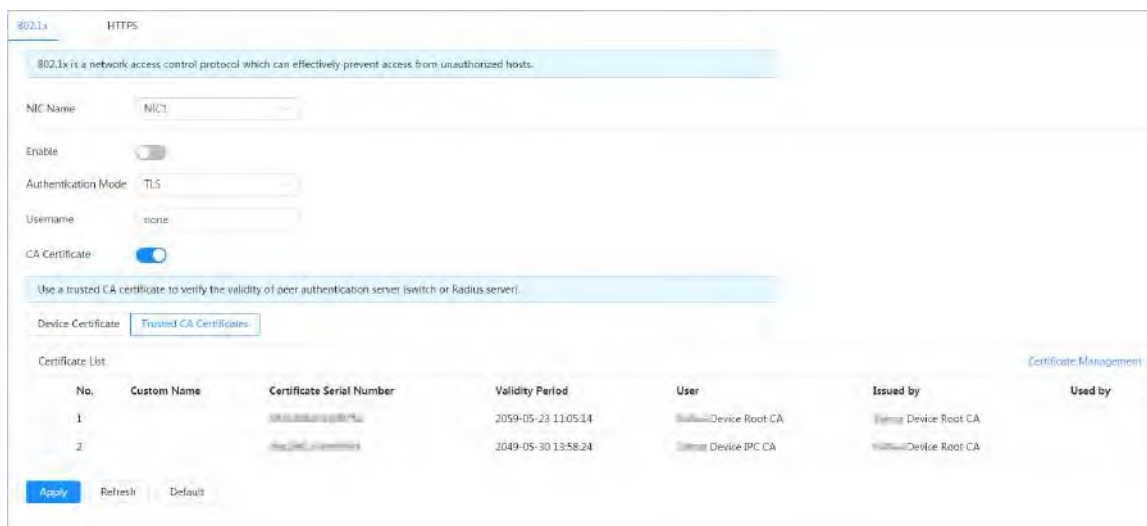 802.1x HTTPS
802.1x is a network access control protocol which can effectively prevent access from unauthorized hosts.
NIC Name NIC1
Enable
Authentication Mode TLS
Username none
CA Certificate
Use a trusted CA certificate to verify the validity of peer authentication server (switch or Radius server).
Device Certificate Trusted CA Certificates
Certificate List Certificate Management
No. Custom Name Certificate Serial Number Validity Period User Issued by Used by
1 2059-05-23 11:05:14 Device Root CA Device Root CA
2 2049-05-30 13:58:24 Device IPC CA Device Root CA
Apply Refresh Default